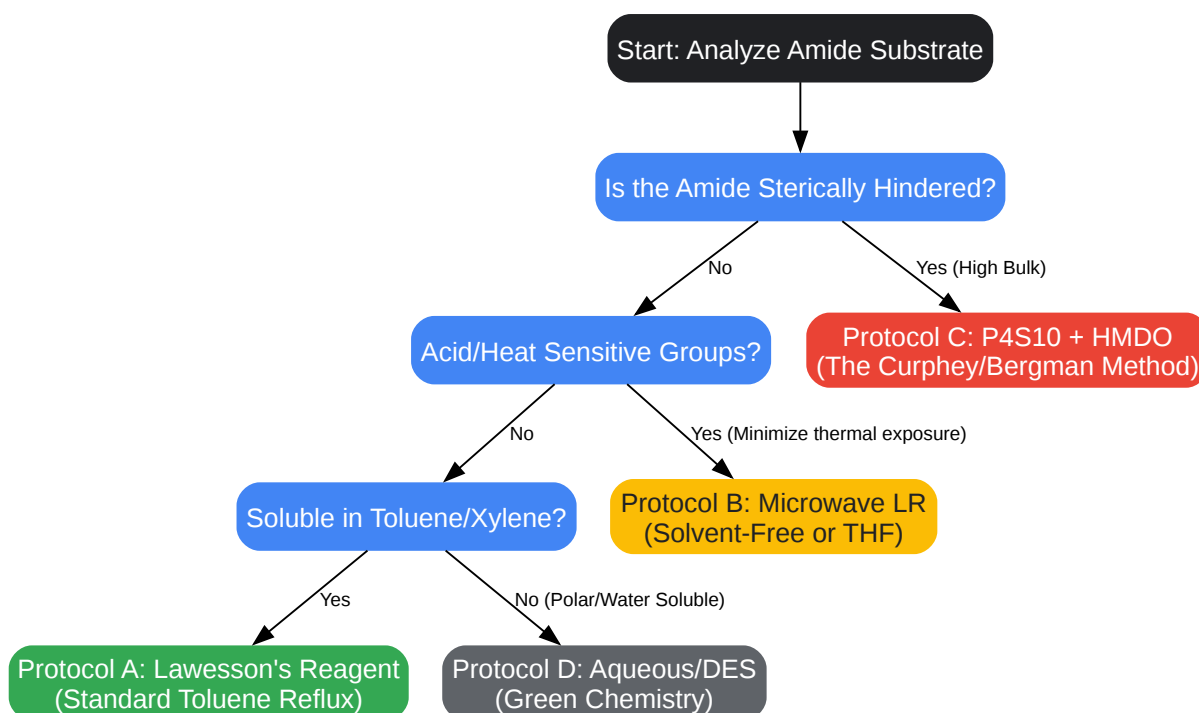 Start: Analyze Amide Substrate
Is the Amide Sterically Hindered?
No
Yes (High Bulk)
Acid/Heat Sensitive Groups?
Protocol C: P4S10 + HMDO
(The Curphey/Bergman Method)
No
Yes (Minimize thermal exposure)
Soluble in Toluene/Xylene?
Protocol B: Microwave LR
(Solvent-Free or THF)
Yes
No (Polar/Water Soluble)
Protocol A: Lawesson's Reagent
(Standard Toluene Reflux)
Protocol D: Aqueous/DES
(Green Chemistry)